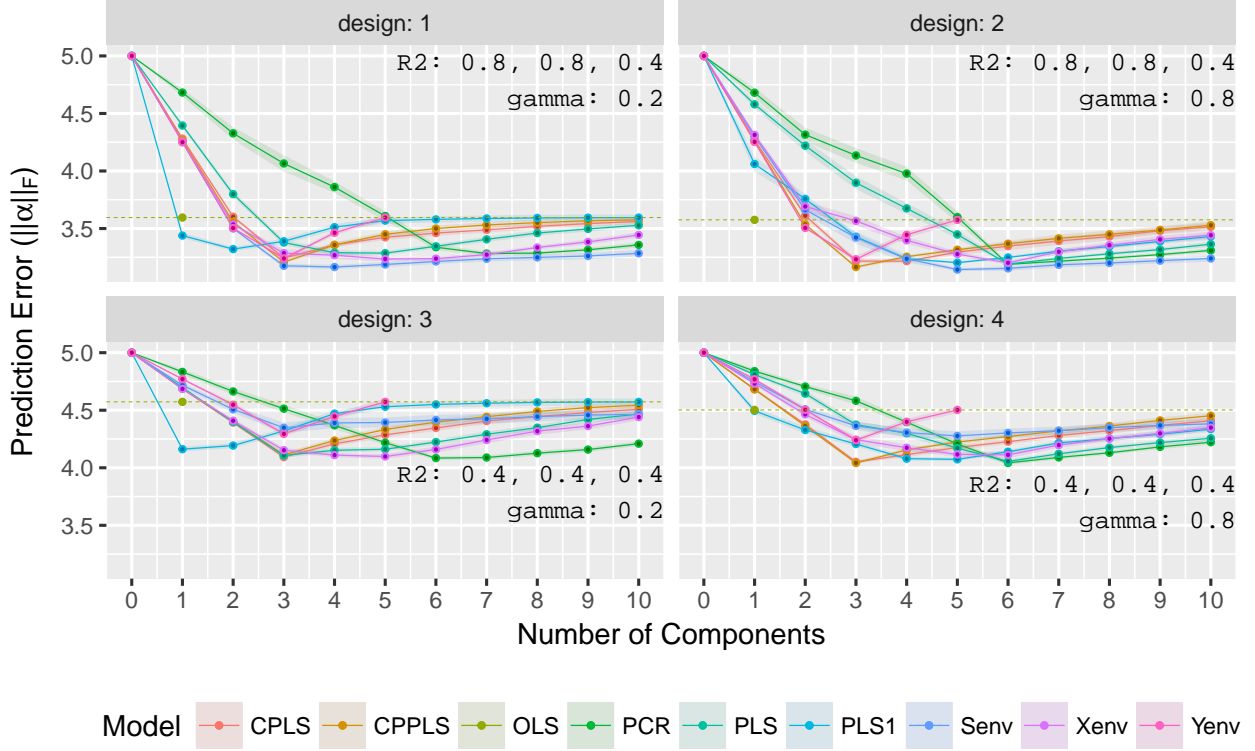 design: 1
design: 2
Prediction Error (||α||F)
5.0
4.5
4.0
3.5
R2: 0.8, 0.8, 0.4
gamma: 0.2
R2: 0.8, 0.8, 0.4
gamma: 0.8
design: 3
design: 4
5.0
4.5
4.0
3.5
R2: 0.4, 0.4, 0.4
gamma: 0.2
R2: 0.4, 0.4, 0.4
gamma: 0.8
0 1 2 3 4 5 6 7 8 9 10
0 1 2 3 4 5 6 7 8 9 10
Number of Components
Model CPLS CPPLS OLS PCR PLS PLS1 Senv Xenv Yenv